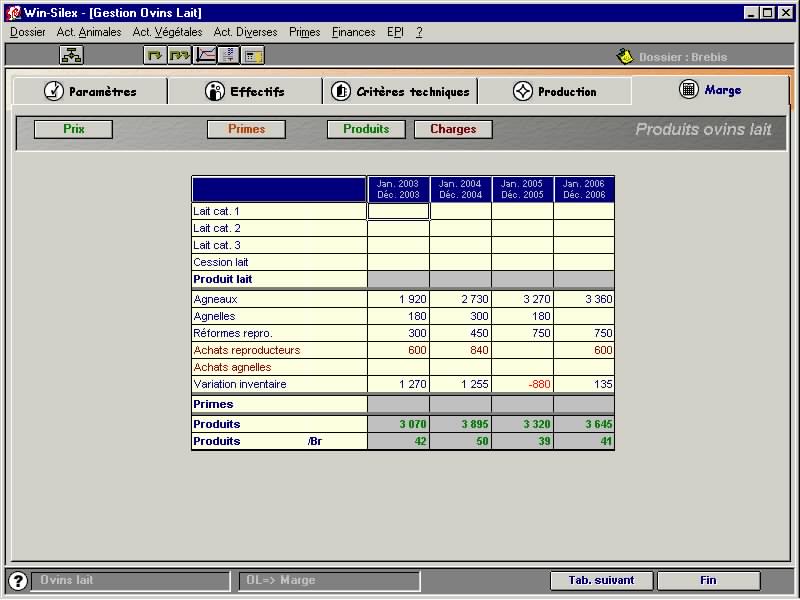 Win-Silex - [Gestion Ovins Lait]
Dossier Act. Animales Act. Végétales Act. Diverses Primes Finances EPI ?
Dossier : Brebis
Paramètres Effectifs Critères techniques Production Marge
Prix Primes Produits Charges Produits ovins lait
Jan. 2003 Jan. 2004 Jan. 2005 Jan. 2006
Déc. 2003 Déc. 2004 Déc. 2005 Déc. 2006
Lait cat. 1
Lait cat. 2
Lait cat. 3
Cession lait
Produit lait
Agneaux 1 920 2 730 3 270 3 360
Agnelles 180 300 180
Réformes repro. 300 450 750 750
Achats reproducteurs 600 840 600
Achats agnelles
Variation inventaire 1 270 1 255 -880 135
Primes
Produits 3 070 3 895 3 320 3 645
Produits /Br 42 50 39 41
? Ovins lait OL=> Marge Tab. suivant Fin